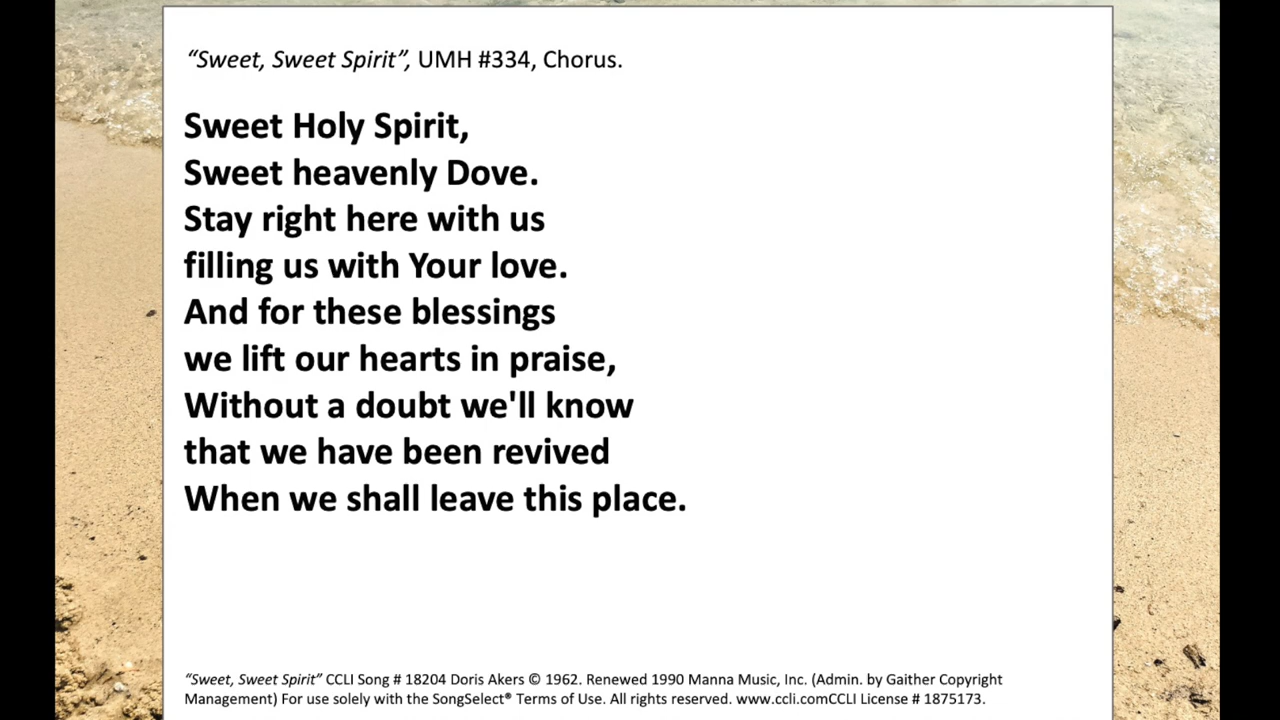 “Sweet, Sweet Spirit”, UMH #334, Chorus.
Sweet Holy Spirit,
Sweet heavenly Dove.
Stay right here with us
filling us with Your love.
And for these blessings
we lift our hearts in praise,
Without a doubt we'll know
that we have been revived
When we shall leave this place.
“Sweet, Sweet Spirit” CCLI Song # 18204 Doris Akers © 1962. Renewed 1990 Manna Music, Inc. (Admin. by Gaither Copyright
Management) For use solely with the SongSelect® Terms of Use. All rights reserved. www.ccli.comCCLI License # 1875173.